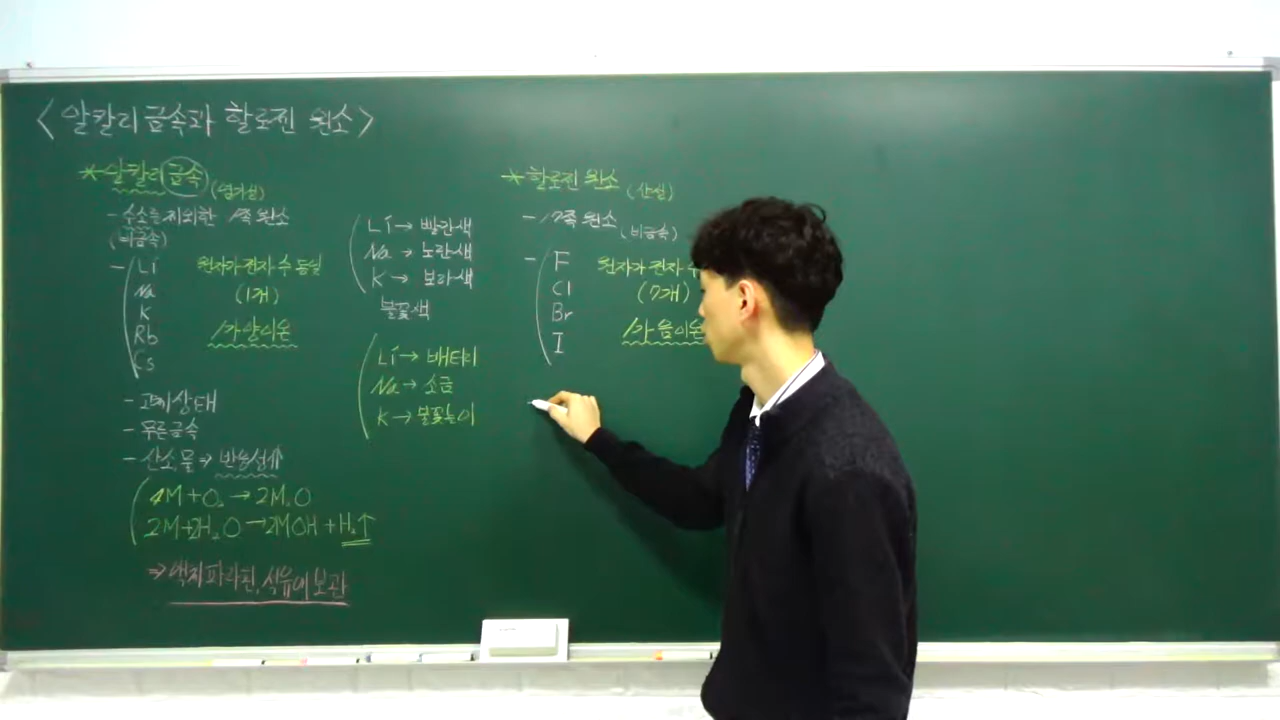 <알칼리 금속과 할로젠 원소>
*알칼리 금속 (염기성)
- 수소를 제외한 1족 원소
(비금속)
- Li
Na
K
Rb
Cs
원자가 전자 수 동일
(1개)
1가 양이온
- 고체 상태
- 무른 금속
- 산소, 물 ⇒ 반응성↑
4M + O₂ → 2M₂O
2M + 2H₂O → 2MOH + H₂↑
⇒ 액체 파라핀, 석유에 보관
Li → 빨간색
Na → 노란색
K → 보라색
불꽃색
Li → 배터리
Na → 소금
K → 불꽃놀이
*할로젠 원소 (산성)
- 17족 원소 (비금속)
- F
Cl
Br
I
원자가 전자 수
(7개)
1가 음이온